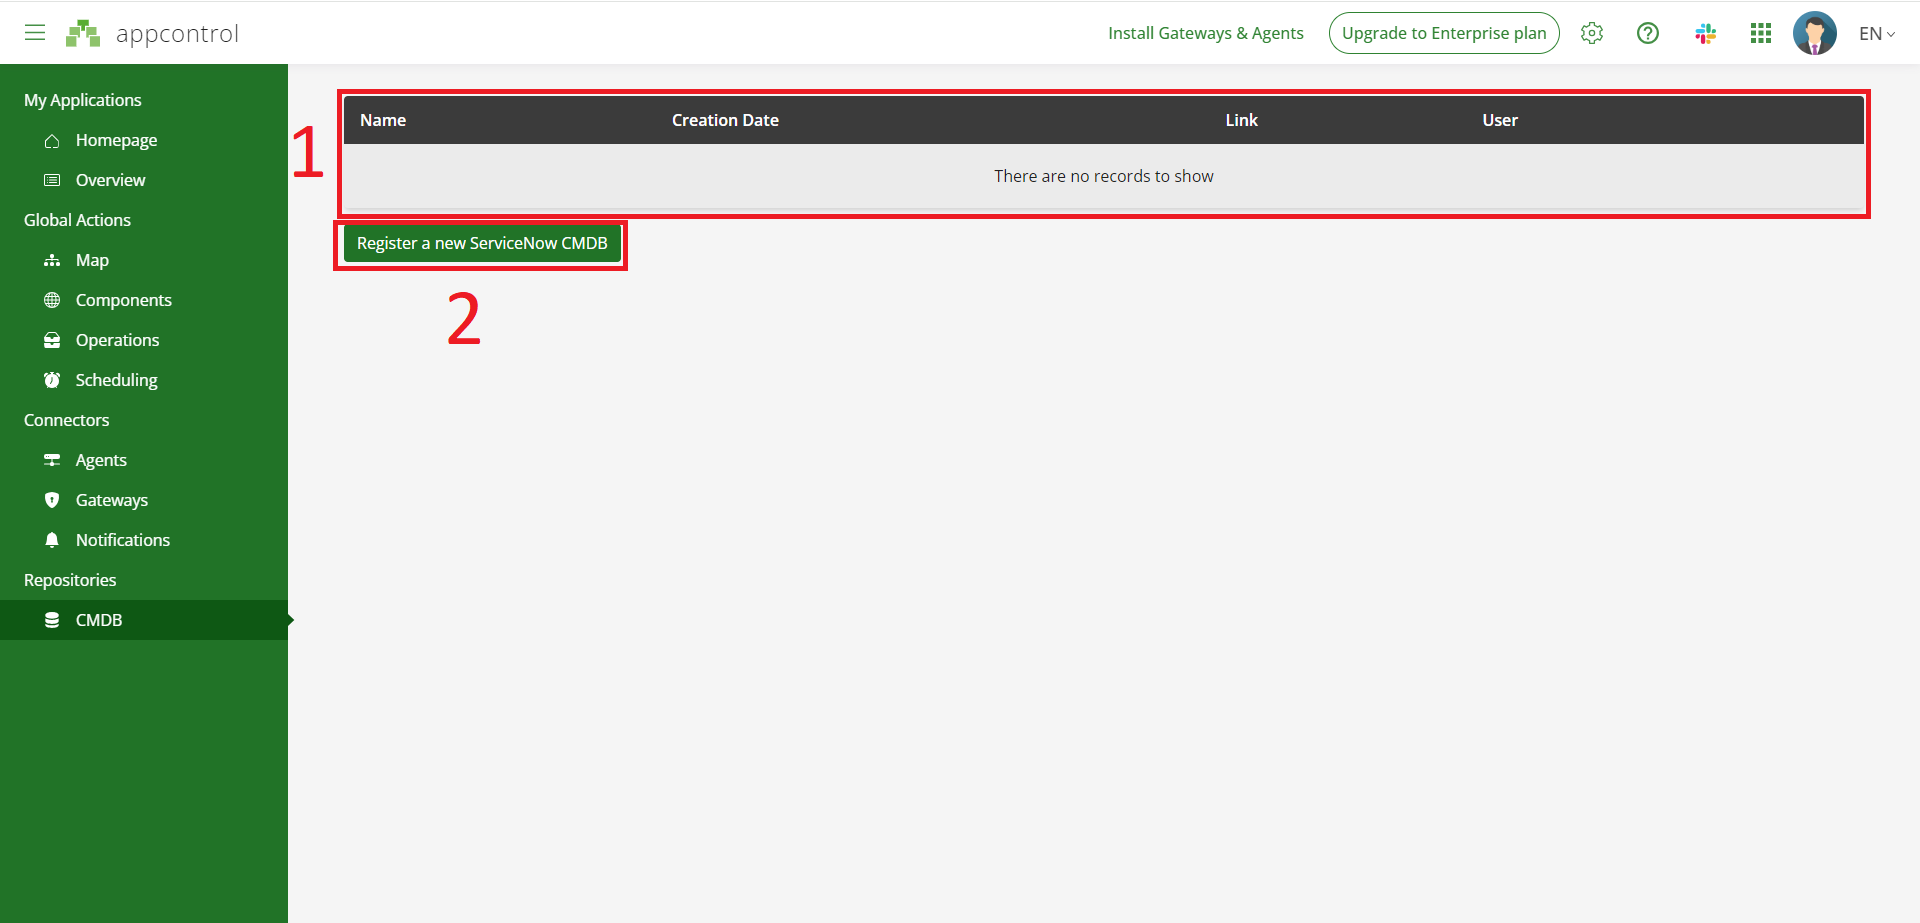 appcontrol
Install Gateways & Agents
Upgrade to Enterprise plan
EN
My Applications
Homepage
Overview
Global Actions
Map
Components
Operations
Scheduling
Connectors
Agents
Gateways
Notifications
Repositories
CMDB
1
Name Creation Date Link User
There are no records to show
Register a new ServiceNow CMDB
2